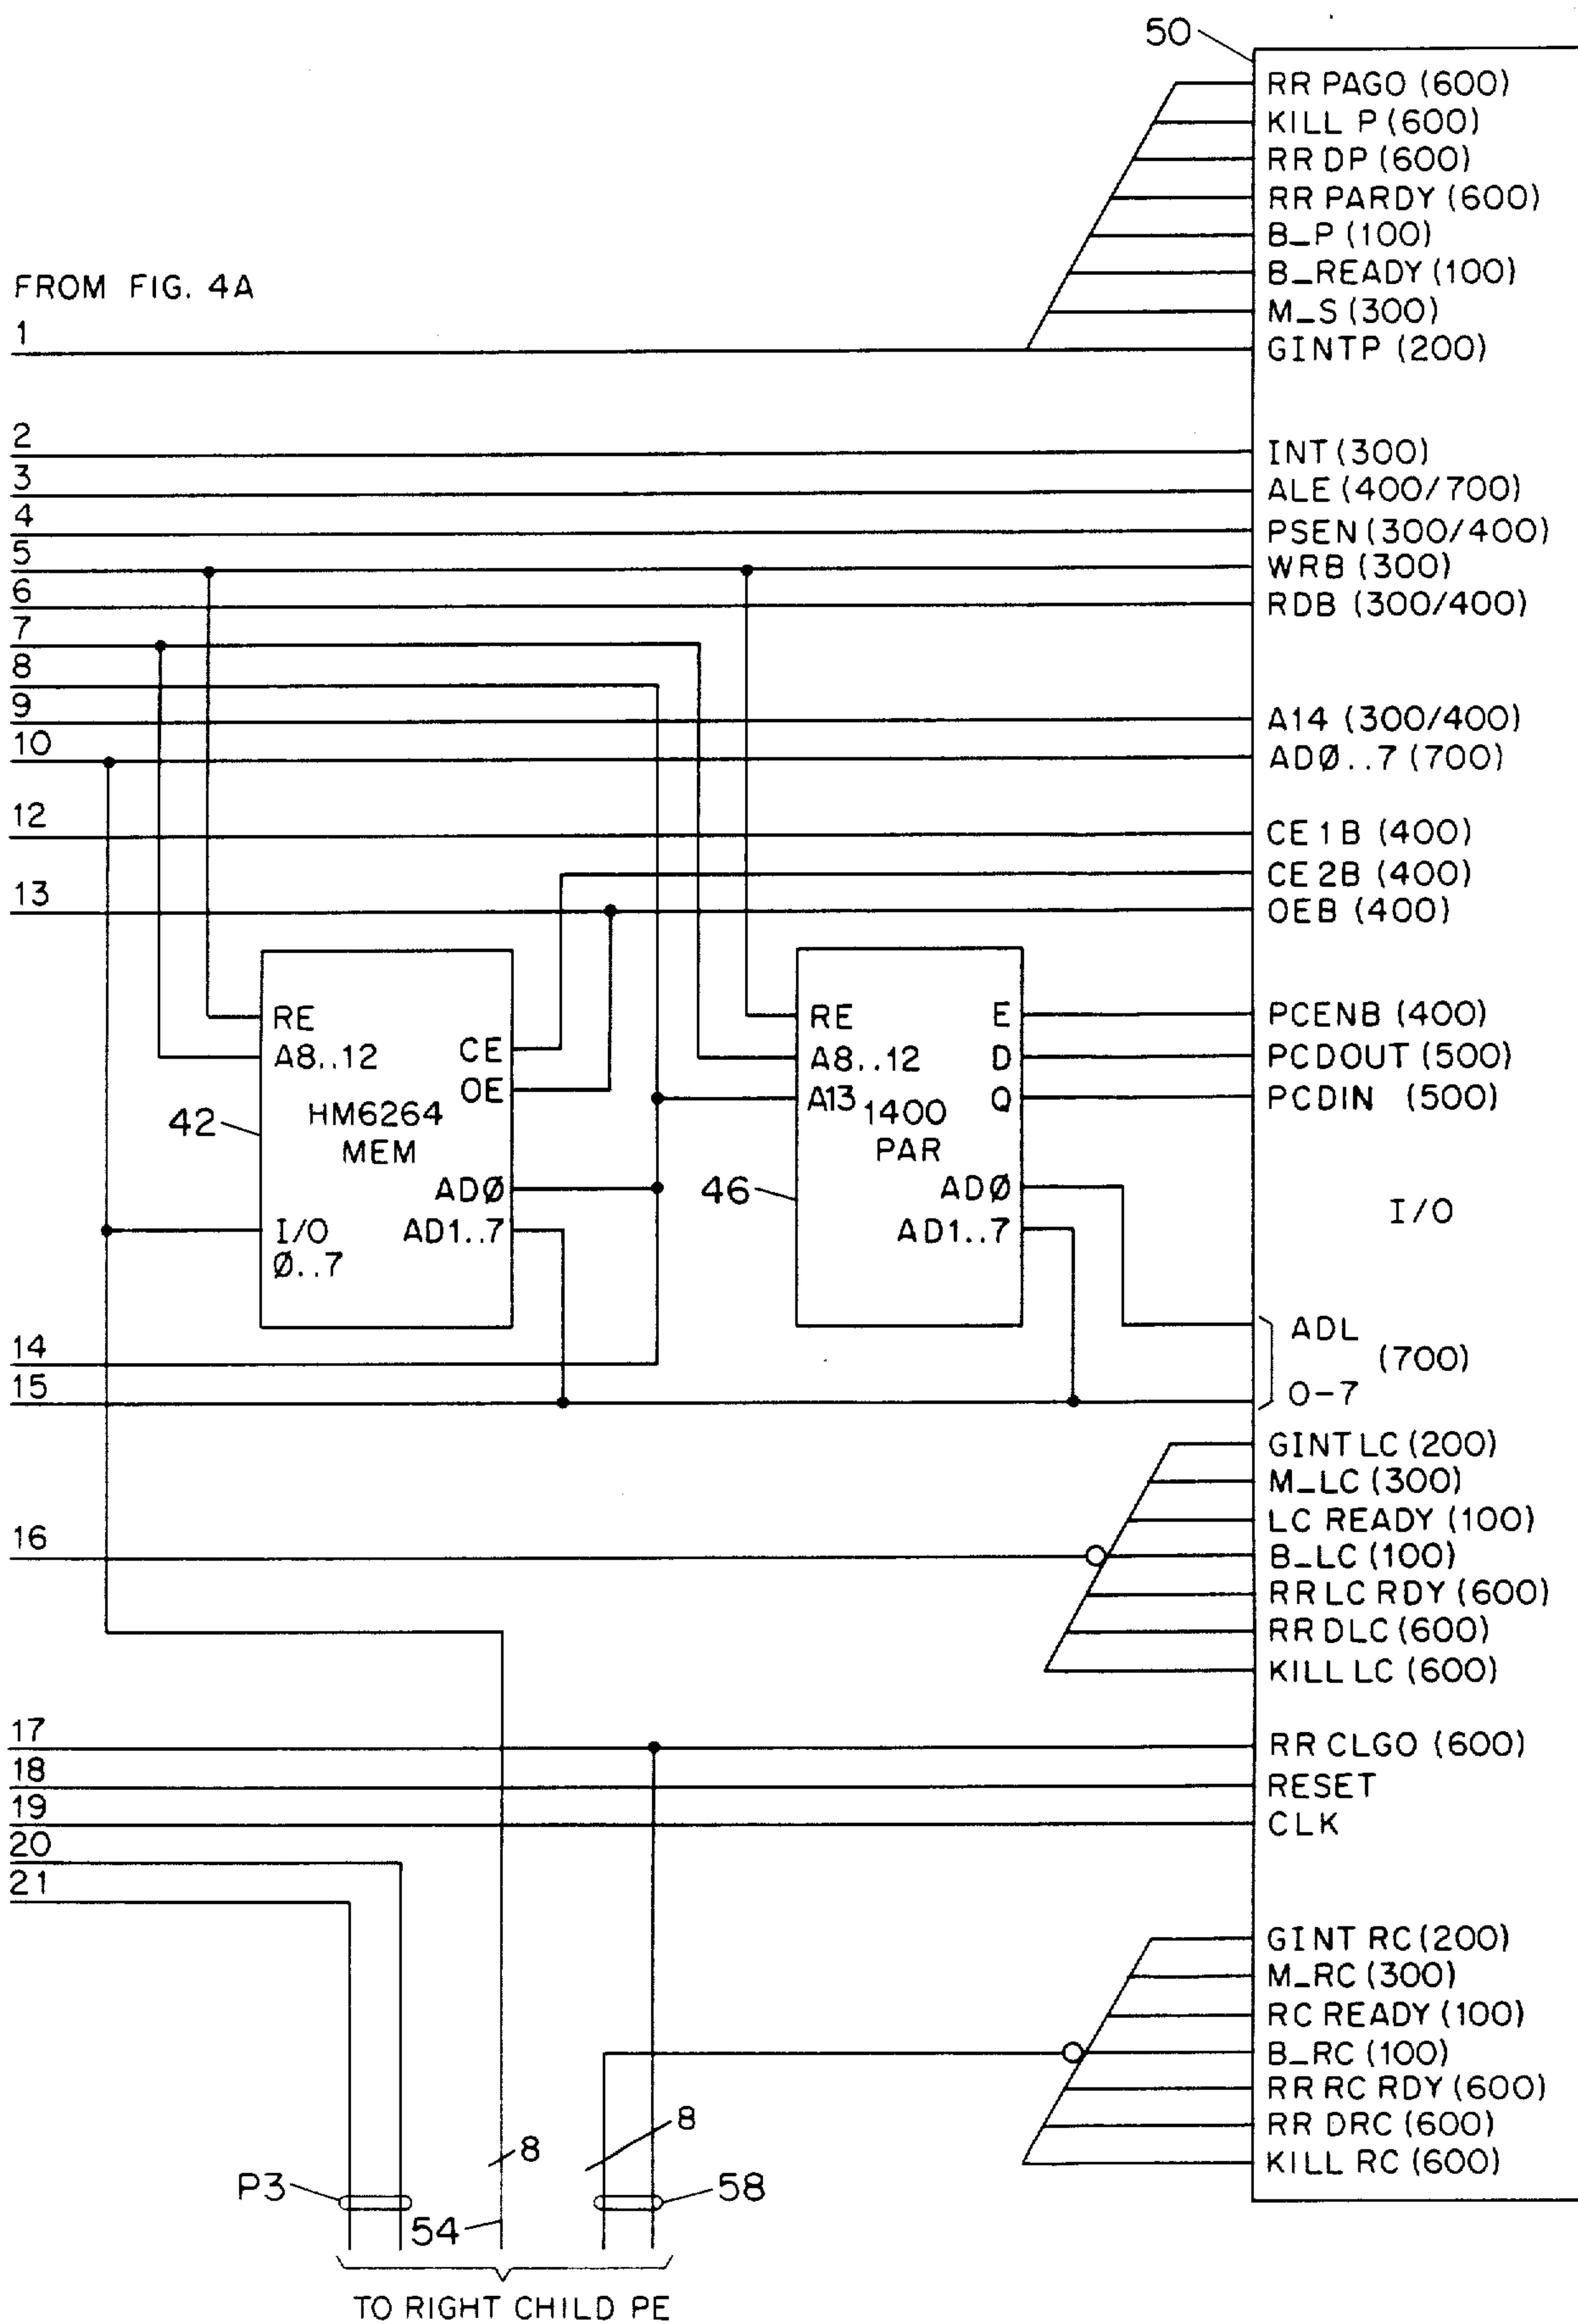 50
RR PAGO (600)
KILL P (600)
RR DP (600)
RR PARDY (600)
B_P (100)
B_READY (100)
M_S (300)
GINTP (200)
FROM FIG. 4A
1
2
INT (300)
3
ALE (400/700)
4
PSEN (300/400)
5
WRB (300)
6
RDB (300/400)
7
8
9
A14 (300/400)
10
ADØ..7 (700)
12
CE1B (400)
CE2B (400)
13
OEB (400)
RE
A8..12
CE
OE
HM6264
MEM
42
ADØ
I/O
Ø..7
AD1..7
RE
A8..12
A13
E
D
Q
1400
PAR
46
ADØ
AD1..7
PCENB (400)
PCDOUT (500)
PCDIN (500)
I/O
ADL
(700)
0-7
14
15
GINT LC (200)
M_LC (300)
LC READY (100)
16
B_LC (100)
RR LC RDY (600)
RR DLC (600)
KILL LC (600)
17
RR CLGO (600)
18
RESET
19
CLK
20
21
GINT RC (200)
M_RC (300)
RC READY (100)
B_RC (100)
RR RC RDY (600)
RR DRC (600)
KILL RC (600)
8
8
P3
58
54
TO RIGHT CHILD PE